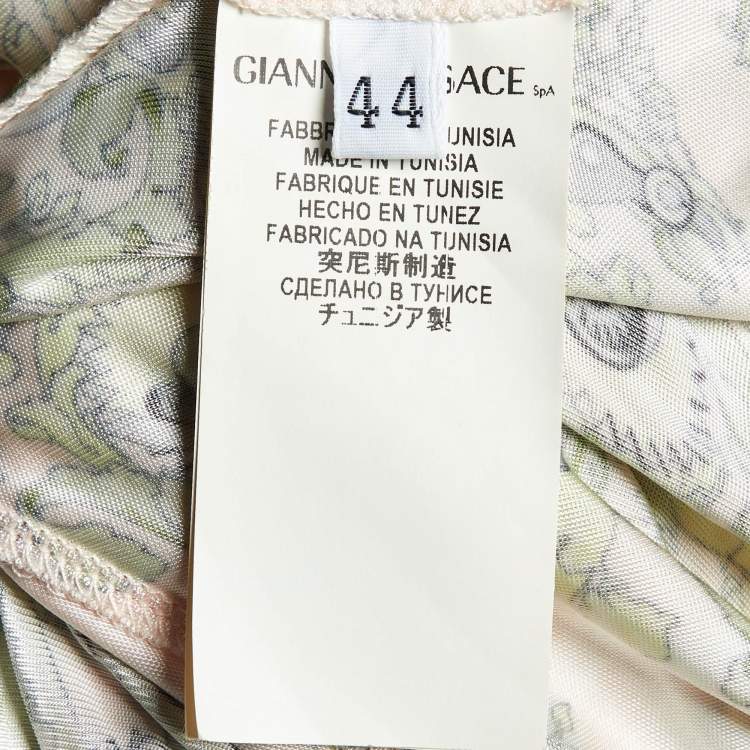 GIANN SACE SpA
44
FABBR TUNISIA
MADE IN TUNISIA
FABRIQUE EN TUNISIE
HECHO EN TUNEZ
FABRICADO NA TUNISIA
突尼斯制造
СДЕЛАНО В ТУНИСЕ
チュニジア製